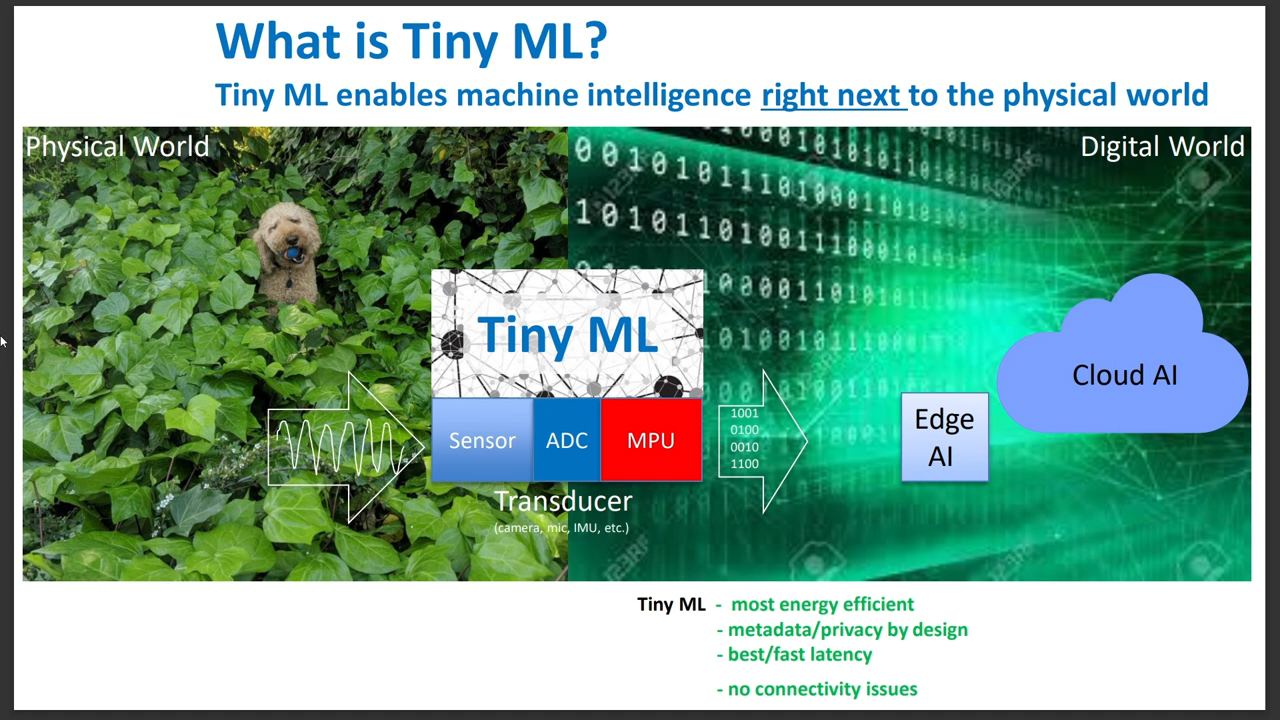 What is Tiny ML?
Tiny ML enables machine intelligence right next to the physical world
Physical World
Digital World
Tiny ML
Sensor
ADC
MPU
Transducer
(camera, mic, IMU, etc.)
1001
0100
0010
1100
Edge
AI
Cloud AI
Tiny ML - most energy efficient
- metadata/privacy by design
- best/fast latency
- no connectivity issues